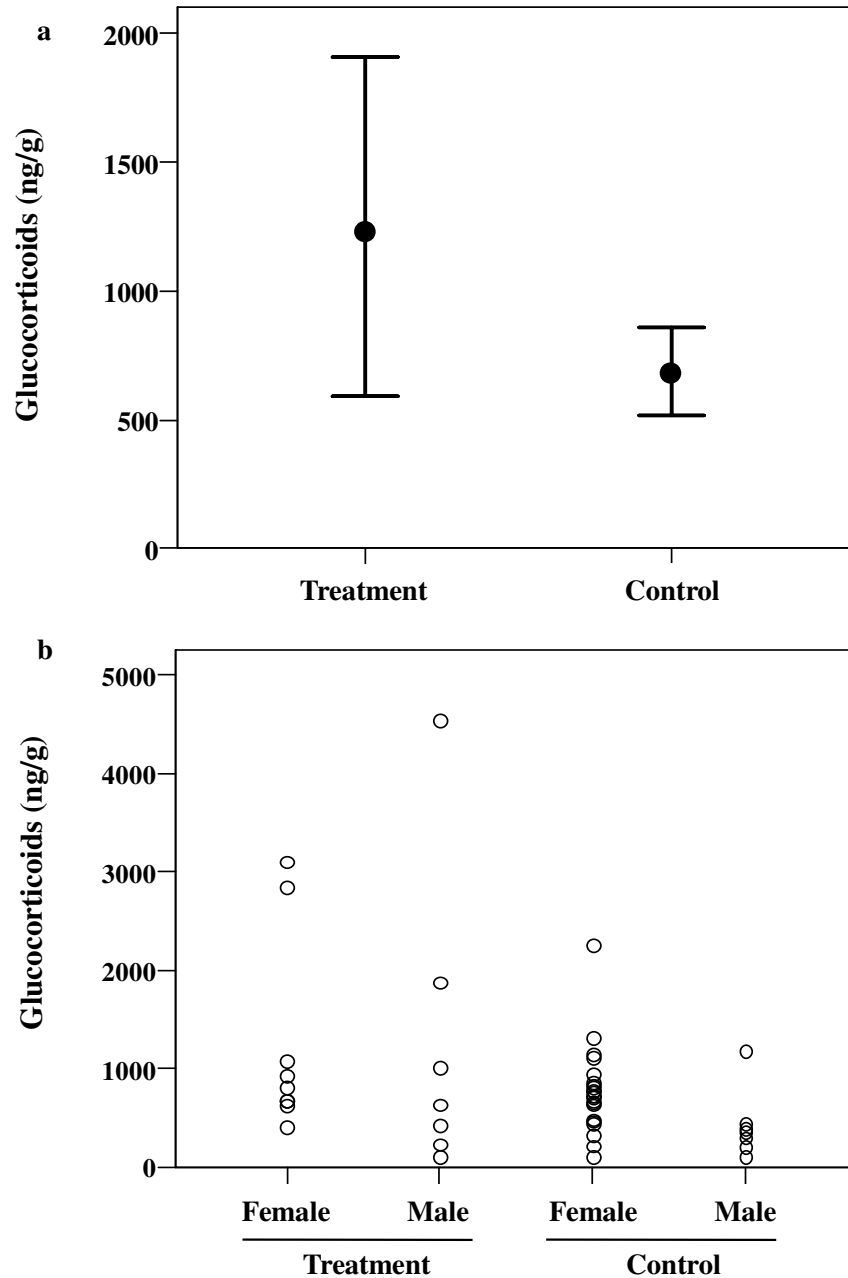 a
Glucocorticoids (ng/g)
2000
1500
1000
500
0
Treatment Control
b
Glucocorticoids (ng/g)
5000
4000
3000
2000
1000
0
Female Male Female Male
Treatment Control